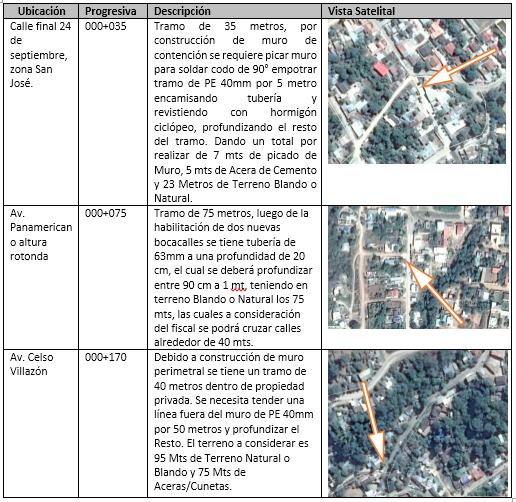 Ubicación Progresiva Descripción Vista Satelital
Calle final 24 000+035 Tramo de 35 metros, por
de construcción de muro de
septiembre, contención se requiere picar muro
zona San para soldar codo de 90° empotrar
José. tramo de PE 40mm por 5 metro
encamisando tubería y
revistiendo con hormigón
ciclópeo, profundizando el resto
del tramo. Dando un total por
realizar de 7 mts de picado de
Muro, 5 mts de Acera de Cemento
y 23 Metros de Terreno Blando o
Natural.
Av. 000+075 Tramo de 75 metros, luego de la
Panamerican habilitación de dos nuevas
o altura bocacalles se tiene tubería de
rotonda 63mm a una profundidad de 20
cm, el cual se deberá profundizar
entre 90 cm a 1 mt, teniendo en
terreno Blando o Natural los 75
mts, las cuales a consideración
del fiscal se podrá cruzar calles
alrededor de 40 mts.
Av. Celso 000+170 Debido a construcción de muro
Villazón perimetral se tiene un tramo de
40 metros dentro de propiedad
privada. Se necesita tender una
línea fuera del muro de PE 40mm
por 50 metros y profundizar el
Resto. El terreno a considerar es
95 Mts de Terreno Natural o
Blando y 75 Mts de
Aceras/Cunetas.